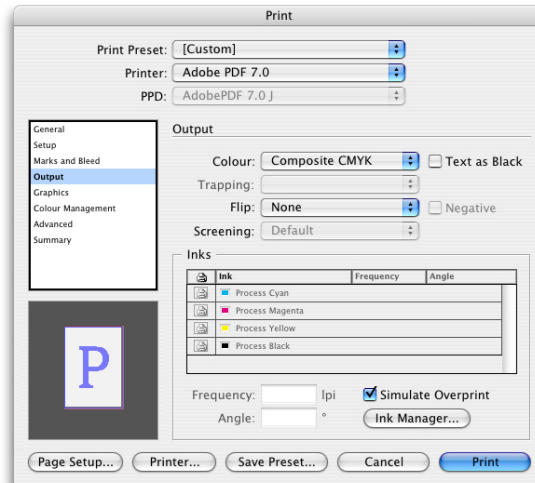 Print
Print Preset: [Custom]
Printer: Adobe PDF 7.0
PPD: AdobePDF 7.0 J
General
Setup
Marks and Bleed
Output
Graphics
Colour Management
Advanced
Summary
Output
Colour: Composite CMYK Text as Black
Trapping:
Flip: None Negative
Screening: Default
Inks
Ink Frequency Angle
Process Cyan
Process Magenta
Process Yellow
Process Black
Frequency: lpi Simulate Overprint
Angle: ° Ink Manager...
P
Page Setup... Printer... Save Preset... Cancel Print